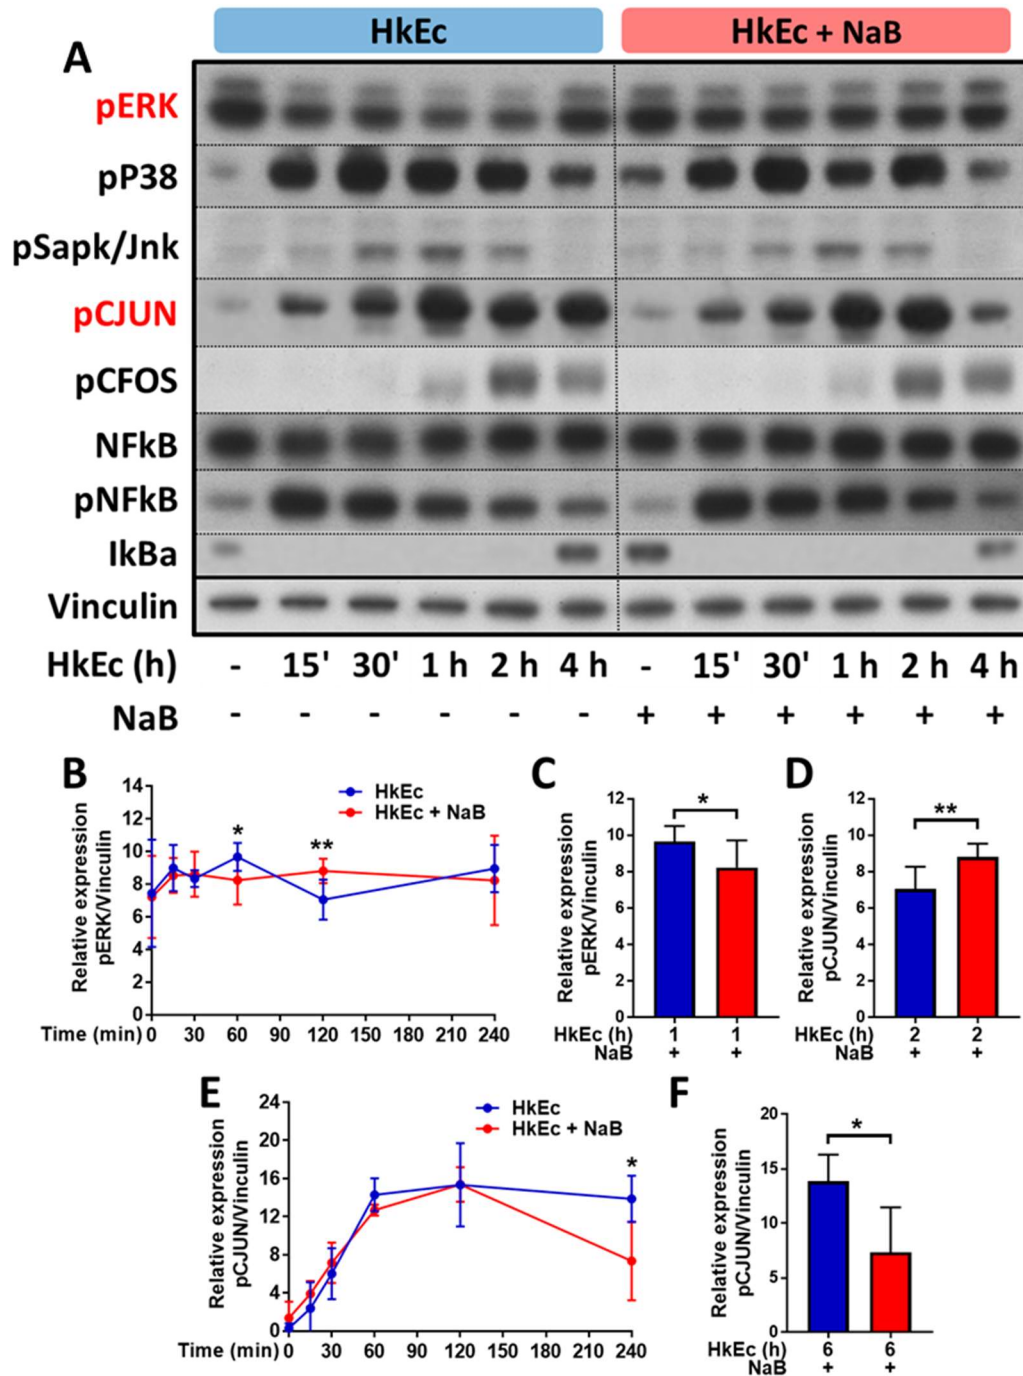 HkEc
HkEc + NaB
A
pERK
pP38
pSapk/Jnk
pCJUN
pCFOS
NFkB
pNFkB
IkBa
Vinculin
HkEc (h) - 15' 30' 1 h 2 h 4 h - 15' 30' 1 h 2 h 4 h
NaB - - - - - - + + + + + +
B
Relative expression
pERK/Vinculin
14
12
10
8
6
4
2
0
HkEc
HkEc + NaB
*
**
Time (min) 0 30 60 90 120 150 180 210 240
C
Relative expression
pERK/Vinculin
12
10
8
6
4
2
0
*
HkEc (h) 1 1
NaB + +
D
Relative expression
pCJUN/Vinculin
12
10
8
6
4
2
0
**
HkEc (h) 2 2
NaB + +
E
Relative expression
pCJUN/Vinculin
24
20
16
12
8
4
0
HkEc
HkEc + NaB
*
Time (min) 0 30 60 90 120 150 180 210 240
F
Relative expression
pCJUN/Vinculin
20
15
10
5
0
*
HkEc (h) 6 6
NaB + +